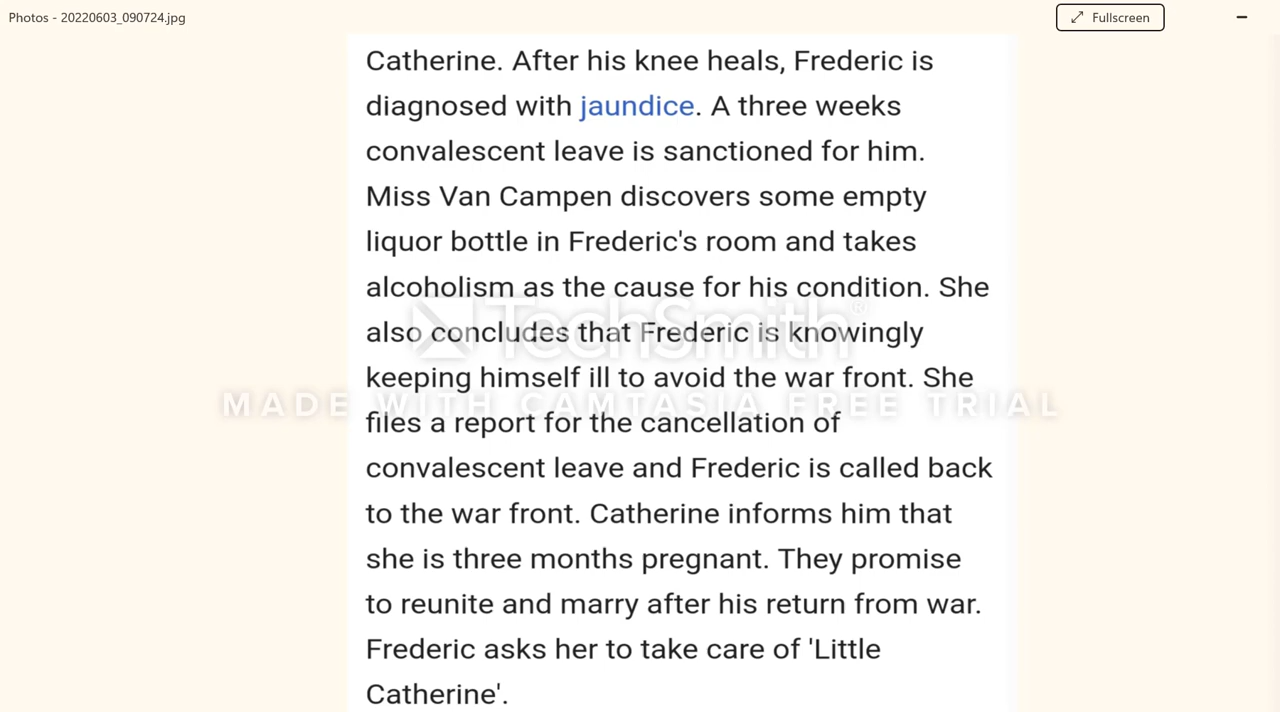 Photos - 20220603_090724.jpg
Fullscreen
Catherine. After his knee heals, Frederic is
diagnosed with jaundice. A three weeks
convalescent leave is sanctioned for him.
Miss Van Campen discovers some empty
liquor bottle in Frederic's room and takes
alcoholism as the cause for his condition. She
also concludes that Frederic is knowingly
keeping himself ill to avoid the war front. She
files a report for the cancellation of
convalescent leave and Frederic is called back
to the war front. Catherine informs him that
she is three months pregnant. They promise
to reunite and marry after his return from war.
Frederic asks her to take care of 'Little
Catherine'.
TechSmith®
MADE WITH CAMTASIA FREE TRIAL